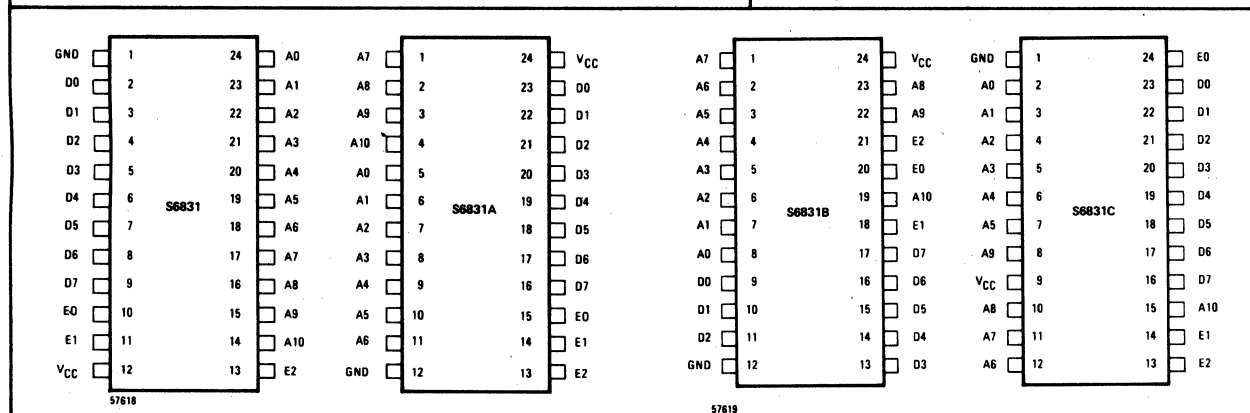 GND 1 24 A0 A7 1 24 VCC A7 1 24 VCC GND 1 24 E0
D0 2 23 A1 A8 2 23 D0 A6 2 23 A8 A0 2 23 D0
D1 3 22 A2 A9 3 22 D1 A5 3 22 A9 A1 3 22 D1
D2 4 21 A3 A10 4 21 D2 A4 4 21 E2 A2 4 21 D2
D3 5 20 A4 A0 5 20 D3 A3 5 20 E0 A3 5 20 D3
D4 6 S6831 19 A5 A1 6 S6831A 19 D4 A2 6 S6831B 19 A10 A4 6 S6831C 19 D4
D5 7 18 A6 A2 7 18 D5 A1 7 18 E1 A5 7 18 D5
D6 8 17 A7 A3 8 17 D6 A0 8 17 D7 A9 8 17 D6
D7 9 16 A8 A4 9 16 D7 D0 9 16 D6 VCC 9 16 D7
E0 10 15 A9 A5 10 15 E0 D1 10 15 D5 A8 10 15 A10
E1 11 14 A10 A6 11 14 E1 D2 11 14 D4 A7 11 14 E1
VCC 12 13 E2 GND 12 13 E2 GND 12 13 D3 A6 12 13 E2
57618 57619